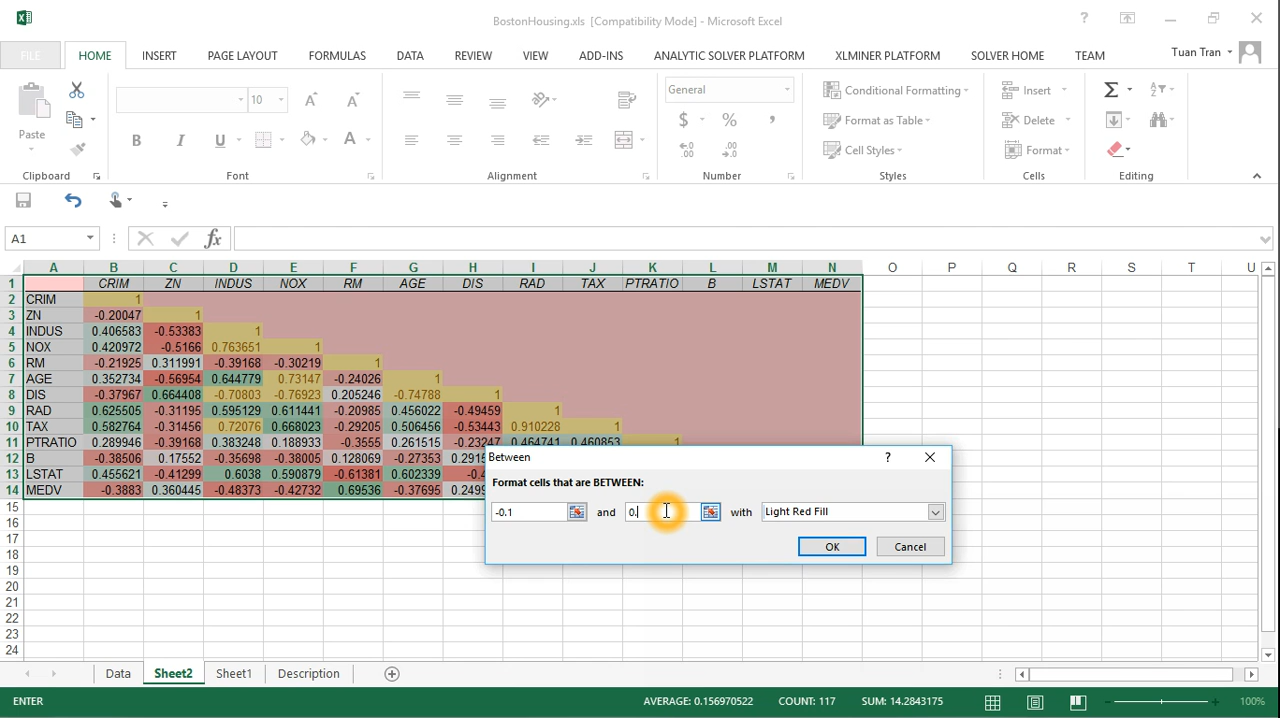 BostonHousing.xls [Compatibility Mode] - Microsoft Excel ?
FILE HOME INSERT PAGE LAYOUT FORMULAS DATA REVIEW VIEW ADD-INS ANALYTIC SOLVER PLATFORM XLMINER PLATFORM SOLVER HOME TEAM Tuan Tran
10 A A General Conditional Formatting Insert Σ
Paste B I U A $ % , Format as Table Delete
Cell Styles Format
Clipboard Font Alignment Number Styles Cells Editing
A1 fx
A B C D E F G H I J K L M N O P Q R S T U
1 CRIM ZN INDUS NOX RM AGE DIS RAD TAX PTRATIO B LSTAT MEDV
2 CRIM 1
3 ZN -0.20047 1
4 INDUS 0.406583 -0.53383 1
5 NOX 0.420972 -0.5166 0.763651 1
6 RM -0.21925 0.311991 -0.39168 -0.30219 1
7 AGE 0.352734 -0.56954 0.644779 0.73147 -0.24026 1
8 DIS -0.37967 0.664408 -0.70803 -0.76923 0.205246 -0.74788 1
9 RAD 0.625505 -0.31195 0.595129 0.611441 -0.20985 0.456022 -0.49459 1
10 TAX 0.582764 -0.31456 0.72076 0.668023 -0.29205 0.506456 -0.53443 0.910228 1
11 PTRATIO 0.289946 -0.39168 0.383248 0.188933 -0.3555 0.261515 -0.23247 0.464741 0.460853 1
12 B -0.38506 0.17552 -0.35698 -0.38005 0.128069 -0.27353
13 LSTAT 0.455621 -0.41299 0.6038 0.590879 -0.61381 0.602339
14 MEDV -0.3883 0.360445 -0.48373 -0.42732 0.69536 -0.37695
15
16
17
18
19
20
21
22
23
24
Between ?
Format cells that are BETWEEN:
-0.1 and 0. with Light Red Fill
OK Cancel
Data Sheet2 Sheet1 Description
ENTER AVERAGE: 0.156970522 COUNT: 117 SUM: 14.2843175 100%